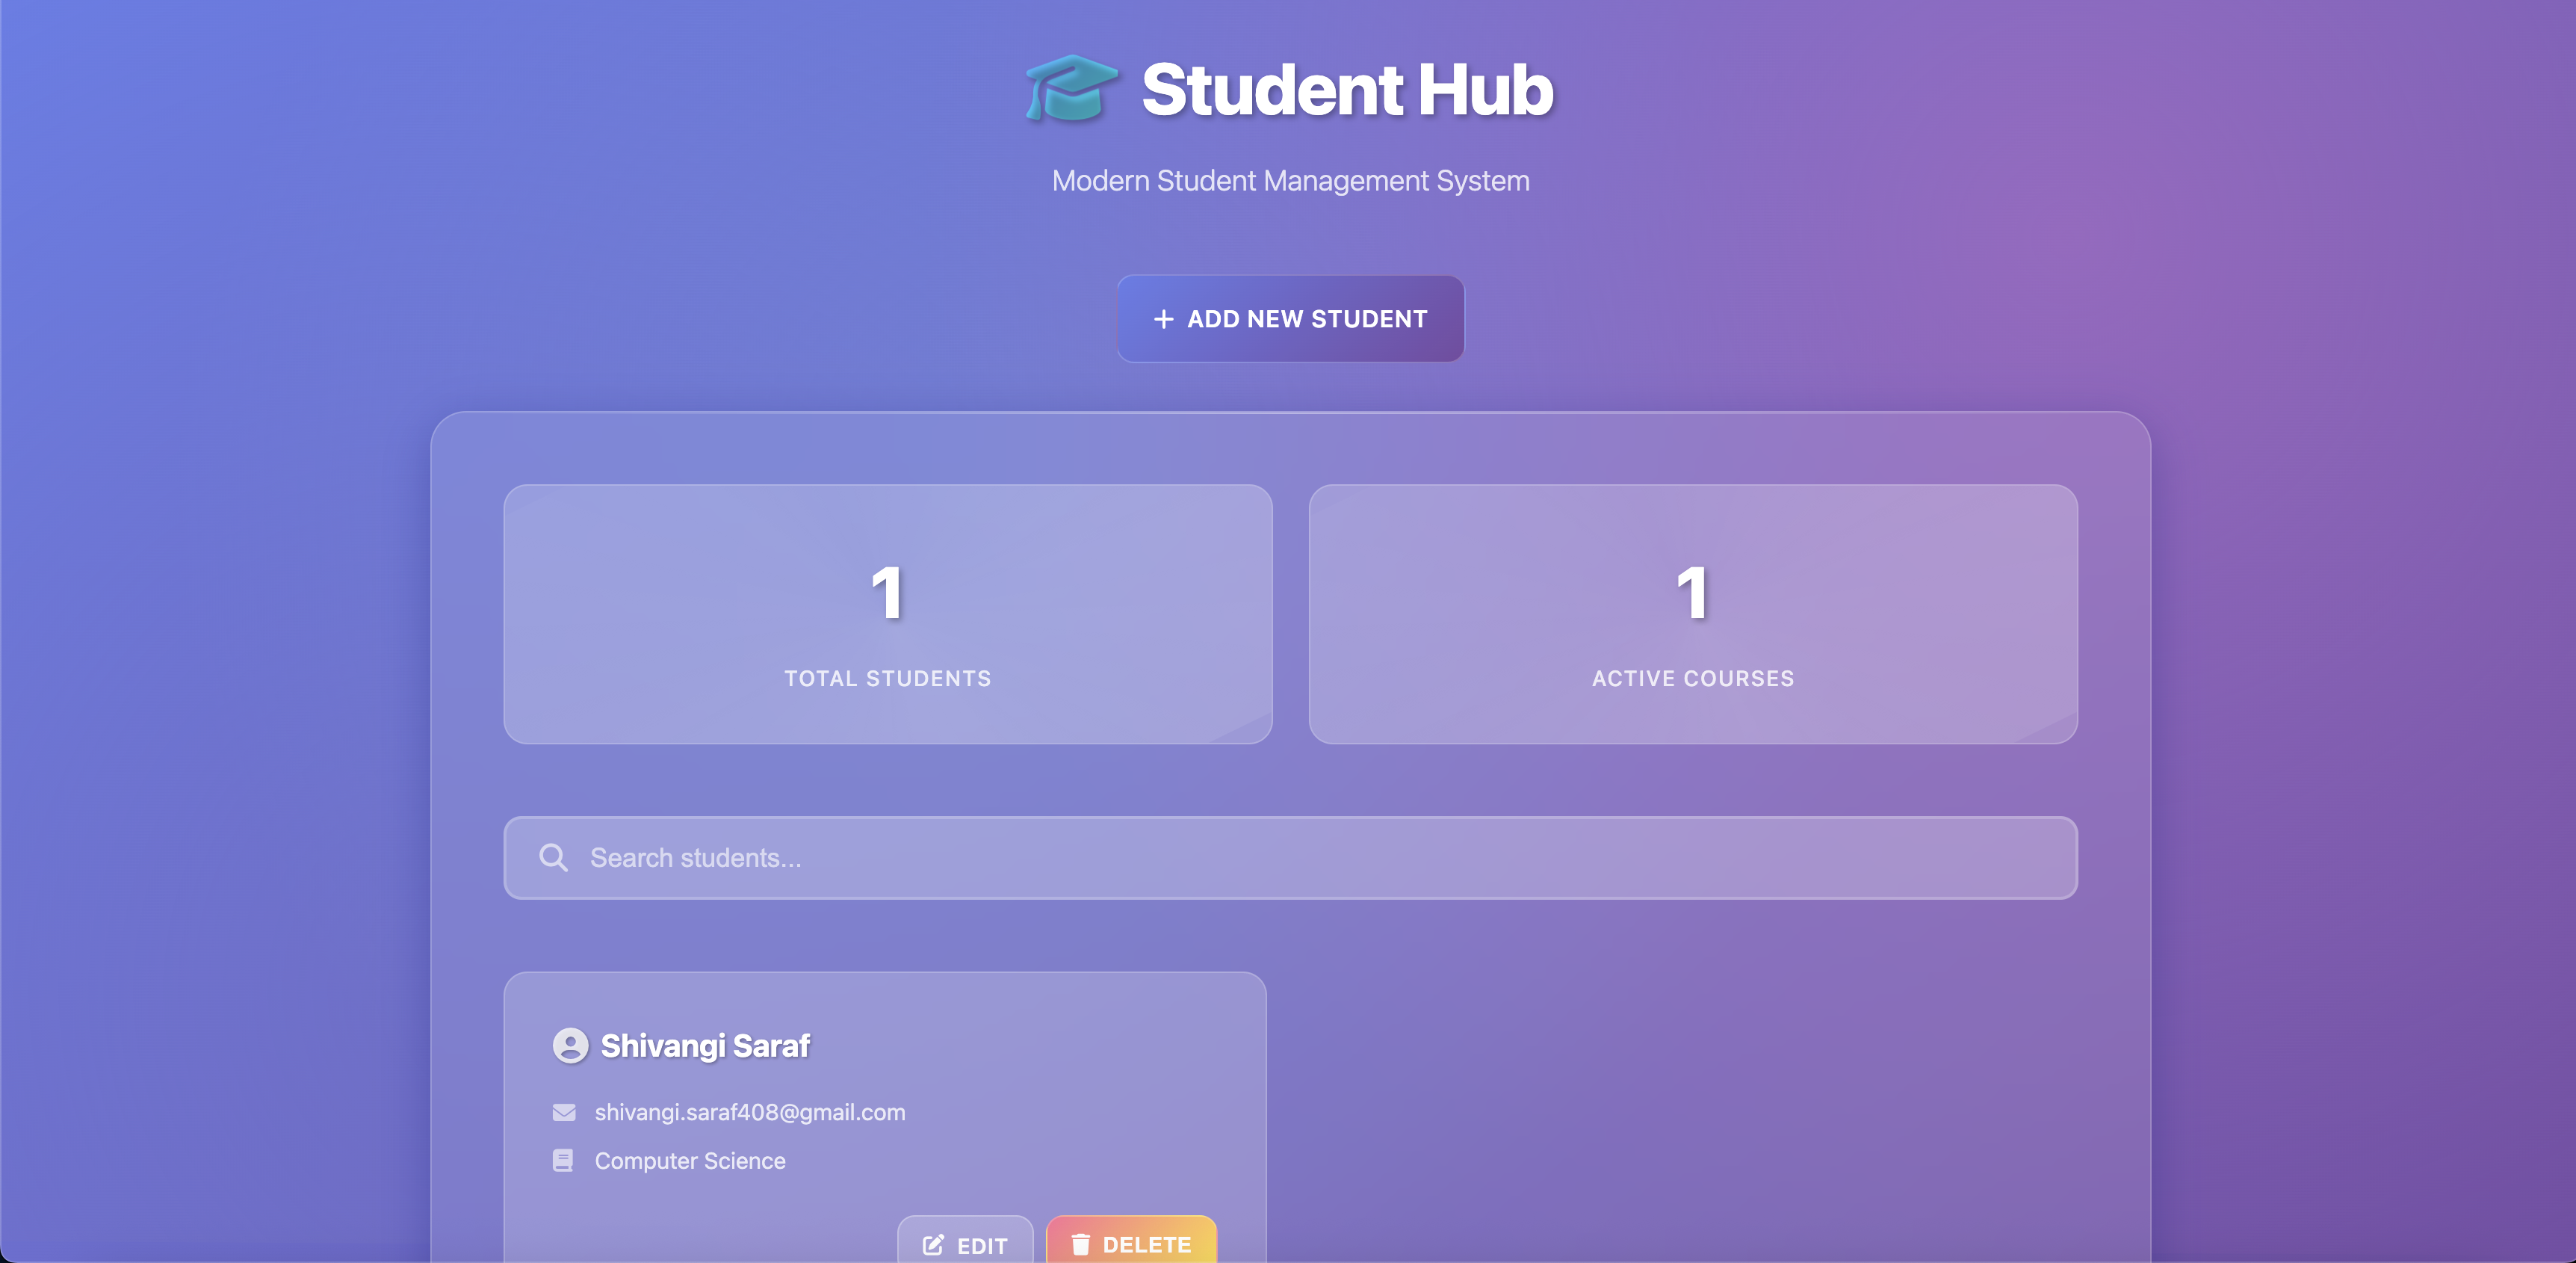 Student Hub
Modern Student Management System
ADD NEW STUDENT
1
TOTAL STUDENTS
1
ACTIVE COURSES
Search students...
Shivangi Saraf
shivangi.saraf408@gmail.com
Computer Science
EDIT
DELETE